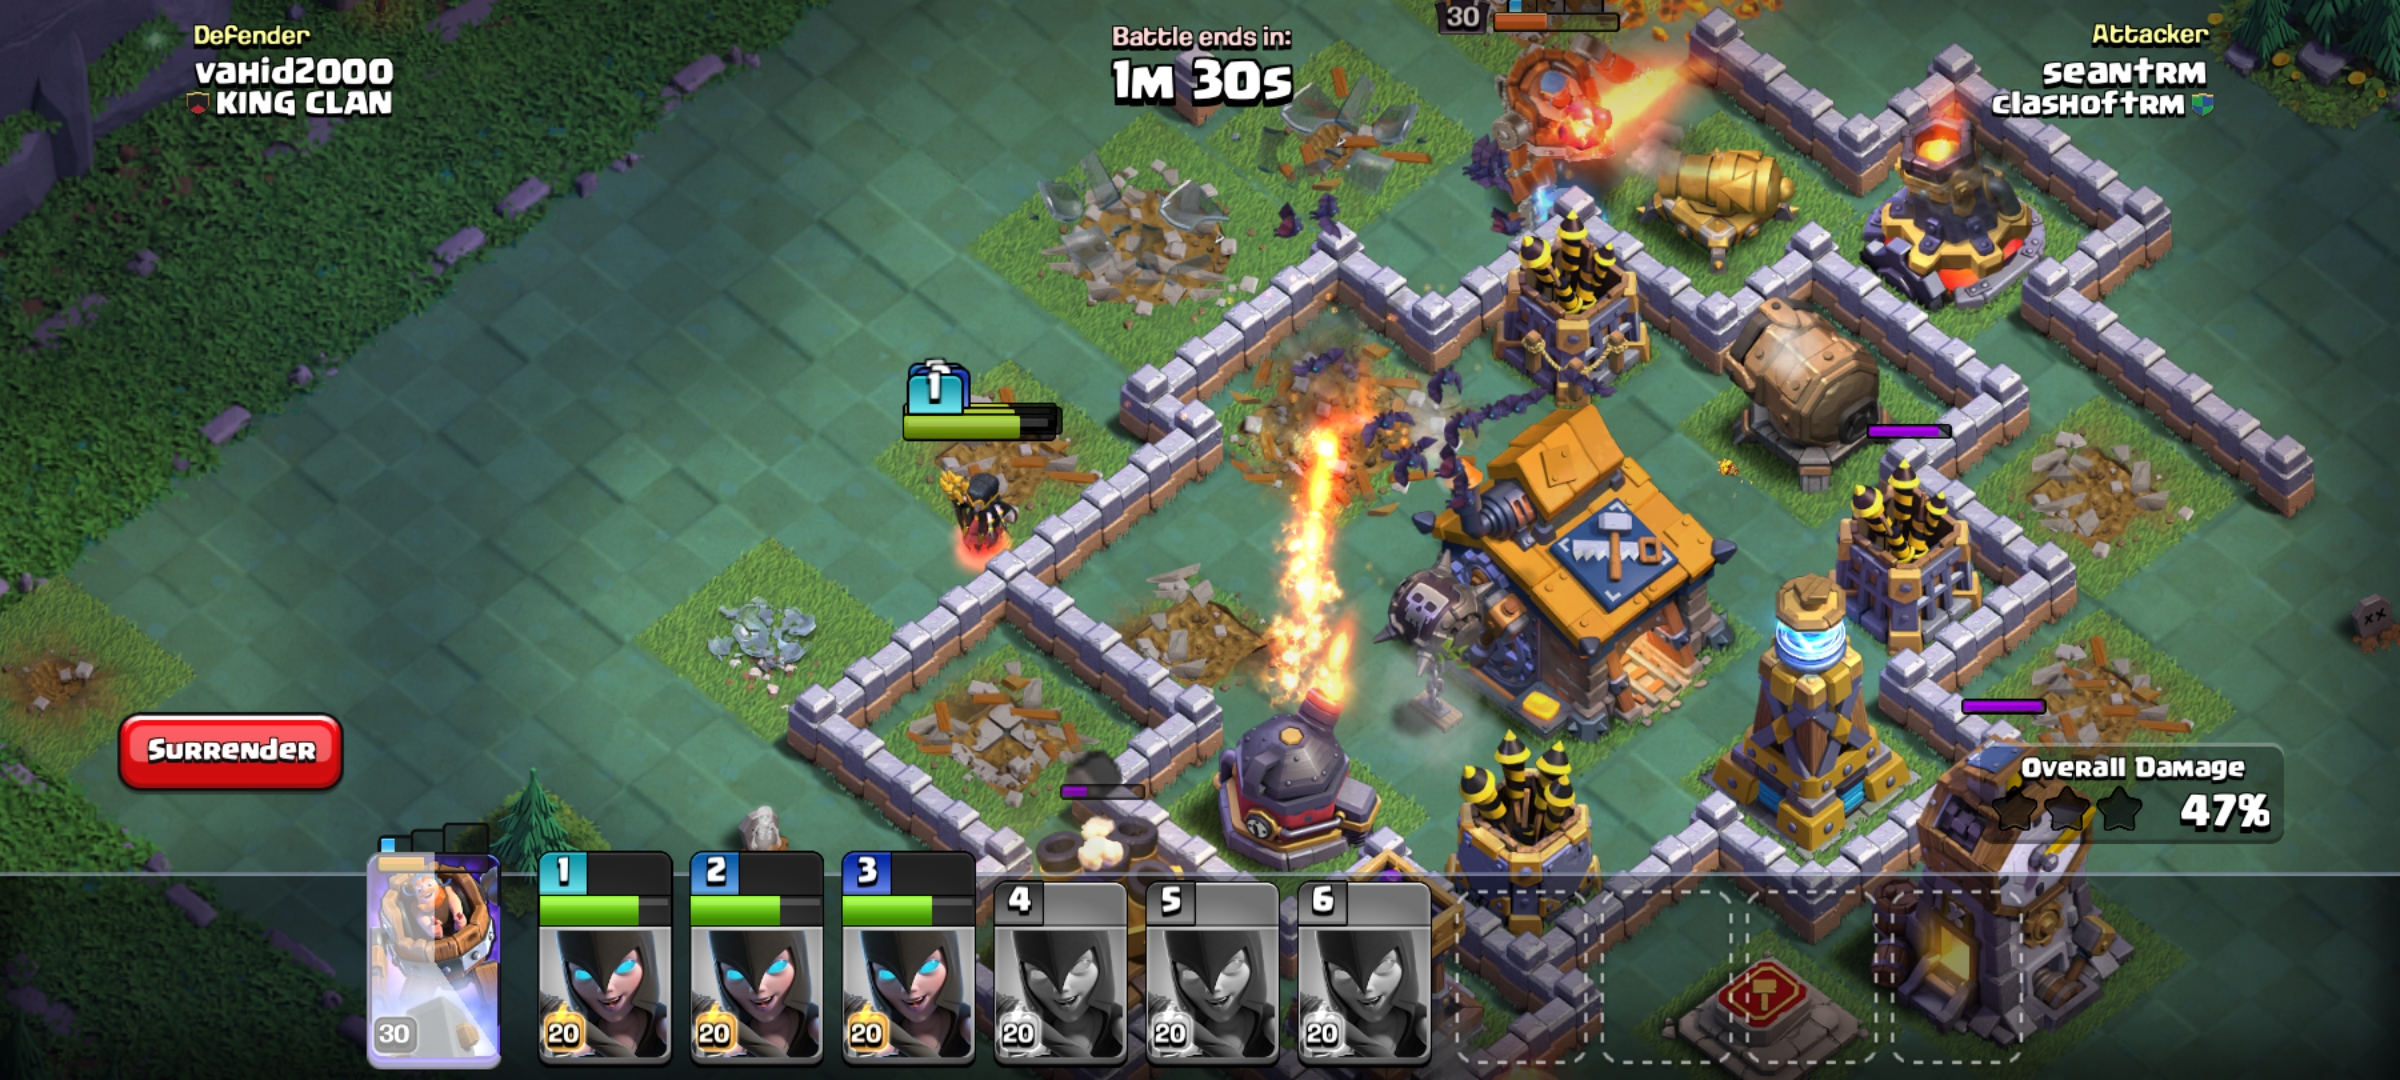 Defender
vahid2000
KING CLAN
Battle ends in:
1m 30s
30
Attacker
seantrm
clashoftrm
1
Surrender
Overall Damage
47%
1
2
3
4
5
6
30
20
20
20
20
20
20